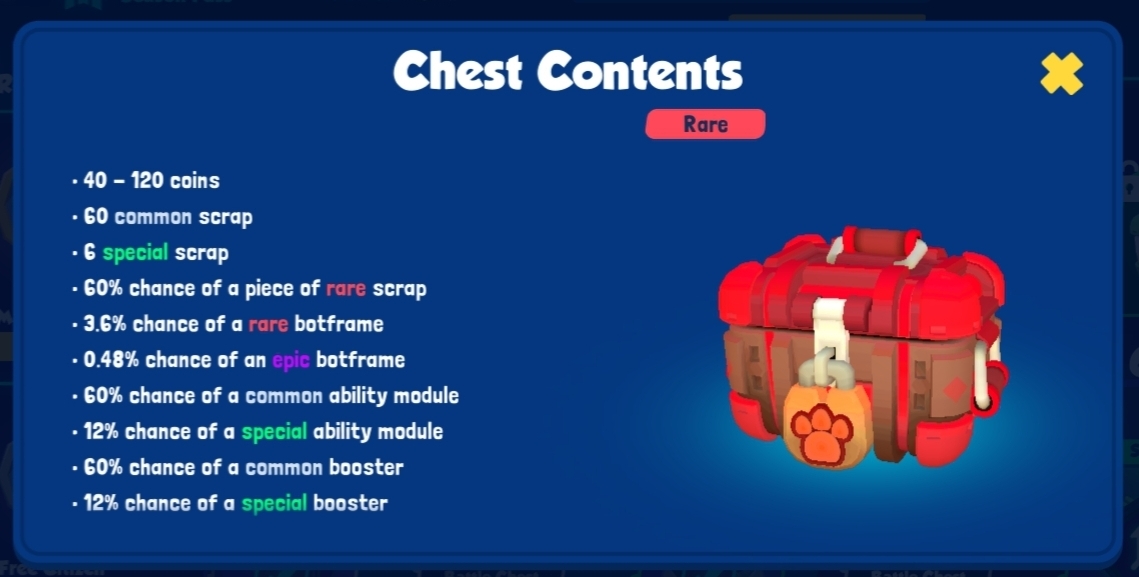 Chest Contents
Rare
· 40 – 120 coins
· 60 common scrap
· 6 special scrap
· 60% chance of a piece of rare scrap
· 3.6% chance of a rare botframe
· 0.48% chance of an epic botframe
· 60% chance of a common ability module
· 12% chance of a special ability module
· 60% chance of a common booster
· 12% chance of a special booster